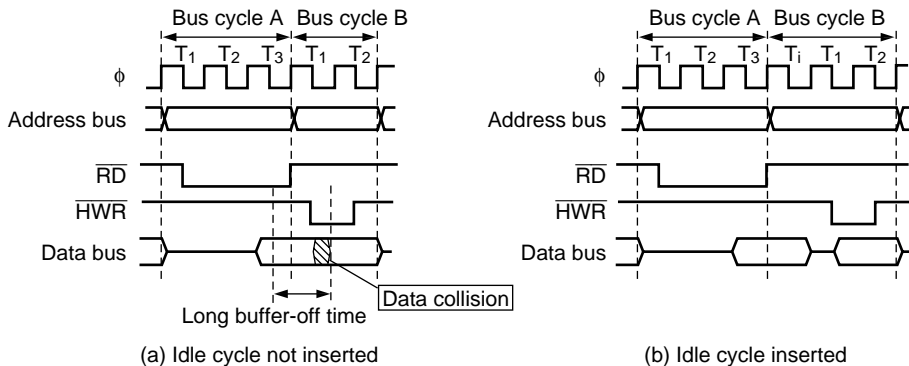 Bus cycle A Bus cycle B
T1 T2 T3 T1 T2
ϕ
Address bus
RD
HWR
Data bus
Data collision
Long buffer-off time
(a) Idle cycle not inserted
Bus cycle A Bus cycle B
T1 T2 T3 Ti T1 T2
ϕ
Address bus
RD
HWR
Data bus
(b) Idle cycle inserted